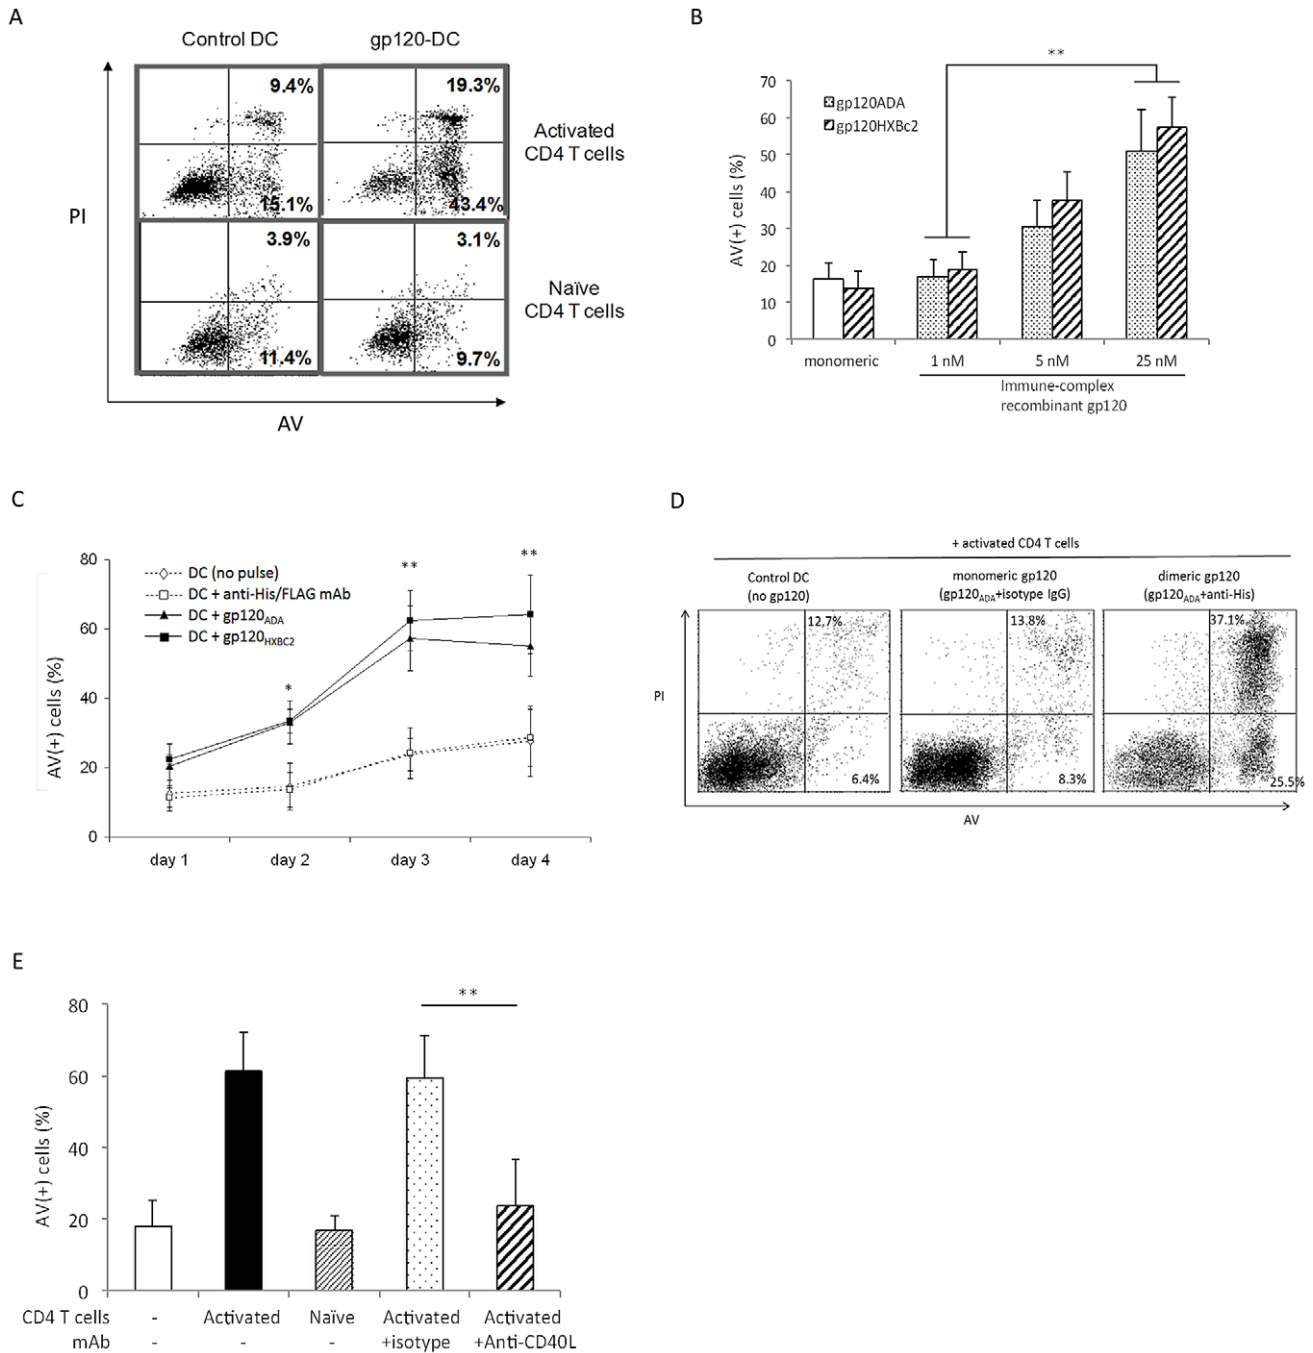 A
Control DC
gp120-DC
9.4%
19.3%
Activated
CD4 T cells
15.1%
43.4%
PI
3.9%
3.1%
Naïve
CD4 T cells
11.4%
9.7%
AV
B
**
70
60
50
40
30
20
10
0
AV(+) cells (%)
gp120ADA
gp120HXBc2
monomeric
1 nM
5 nM
25 nM
Immune-complex
recombinant gp120
C
80
60
40
20
0
AV(+) cells (%)
DC (no pulse)
DC + anti-His/FLAG mAb
DC + gp120ADA
DC + gp120HXBC2
*
**
**
day 1
day 2
day 3
day 4
D
+ activated CD4 T cells
Control DC
(no gp120)
monomeric gp120
(gp120ADA+isotype IgG)
dimeric gp120
(gp120ADA+anti-His)
12,7%
13.8%
37.1%
PI
6.4%
8.3%
25.5%
AV
E
80
60
40
20
0
AV(+) cells (%)
**
CD4 T cells - Activated Naïve Activated Activated
mAb - - - +isotype +Anti-CD40L